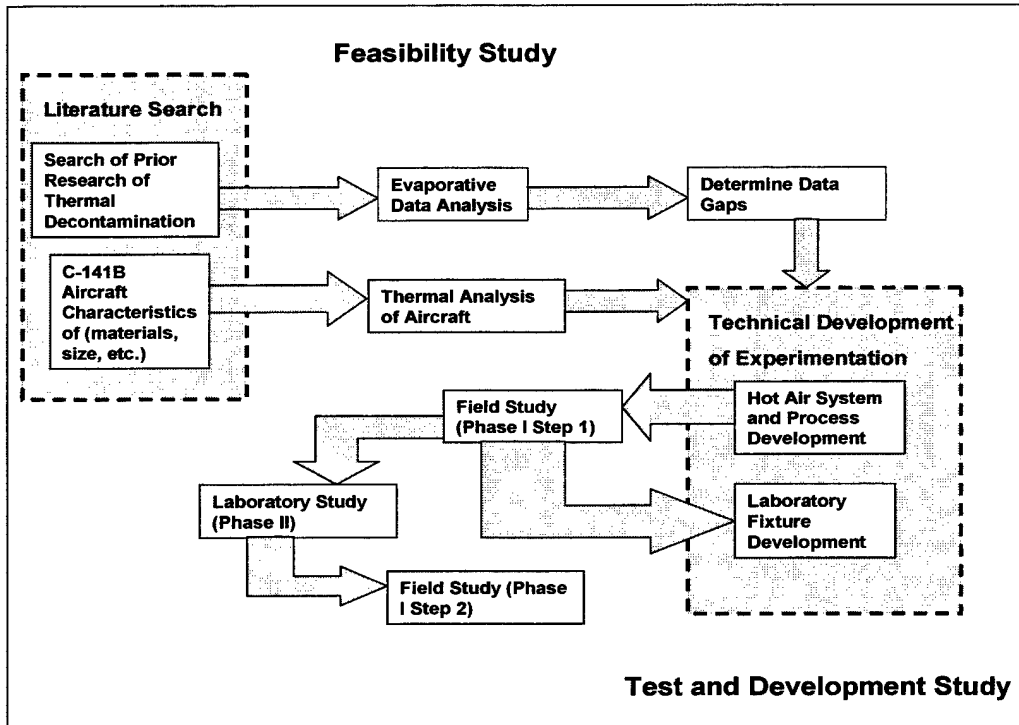 Feasibility Study
Literature Search
Search of Prior
Research of
Thermal
Decontamination
Evaporative
Data Analysis
Determine Data
Gaps
C-141B
Aircraft
Characteristics
of (materials,
size, etc.)
Thermal Analysis
of Aircraft
Technical Development
of Experimentation
Hot Air System
and Process
Development
Field Study
(Phase I Step 1)
Laboratory Study
(Phase II)
Laboratory
Fixture
Development
Field Study (Phase
I Step 2)
Test and Development Study